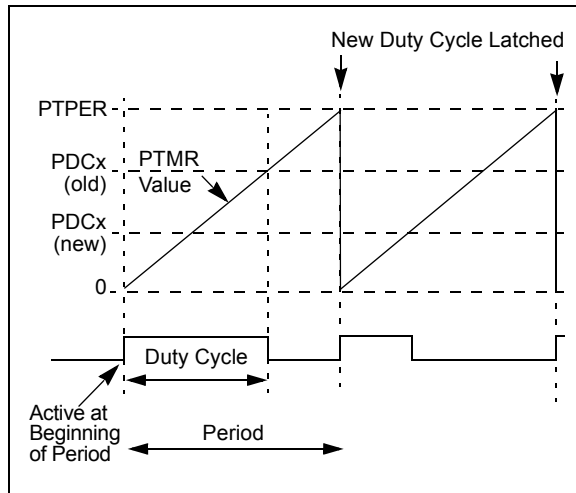 New Duty Cycle Latched
PTPER
PDCx
(old)
PTMR
Value
PDCx
(new)
0
Duty Cycle
Active at
Beginning
of Period
Period